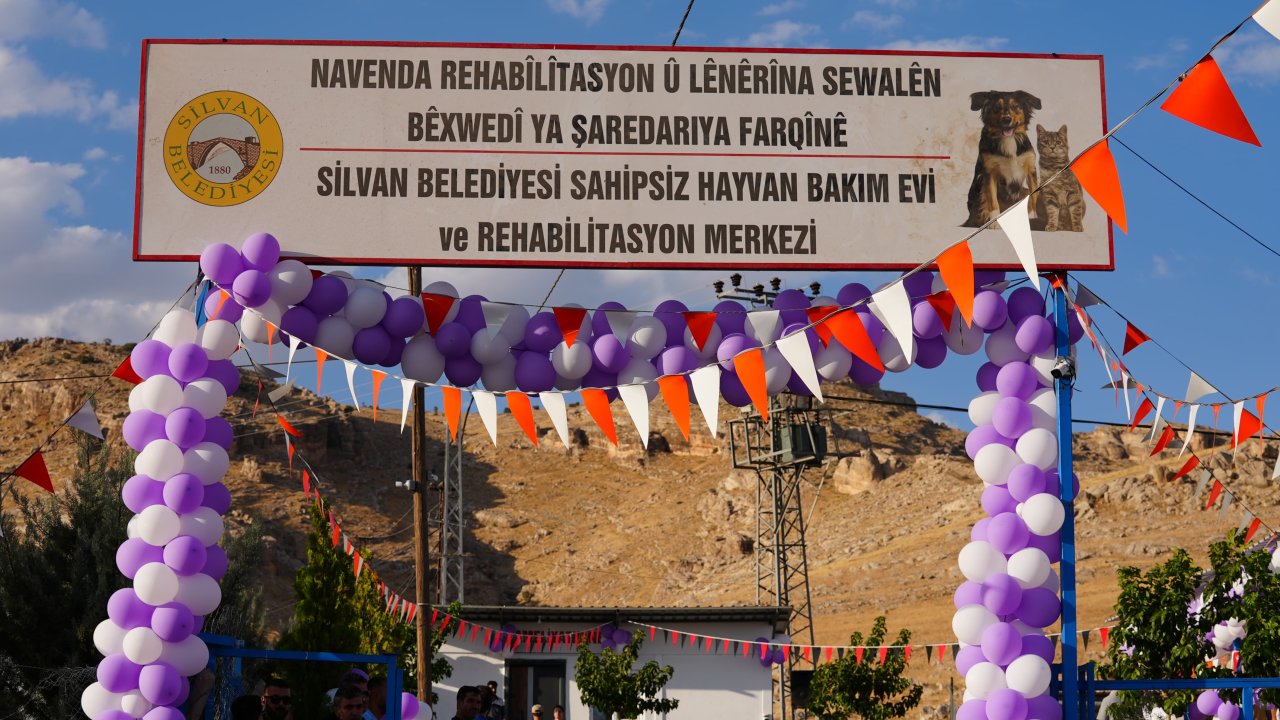 NAVENDA REHABÎLÎTASYON Û LÊNÊRÎNA SEWALÊN
BÊXWEDÎ YA ŞAREDARIYA FARQÎNÊ
SİLVAN BELEDİYESİ SAHİPSİZ HAYVAN BAKIM EVİ
ve REHABİLİTASYON MERKEZİ
SİLVAN
1880
BELEDİYESİ